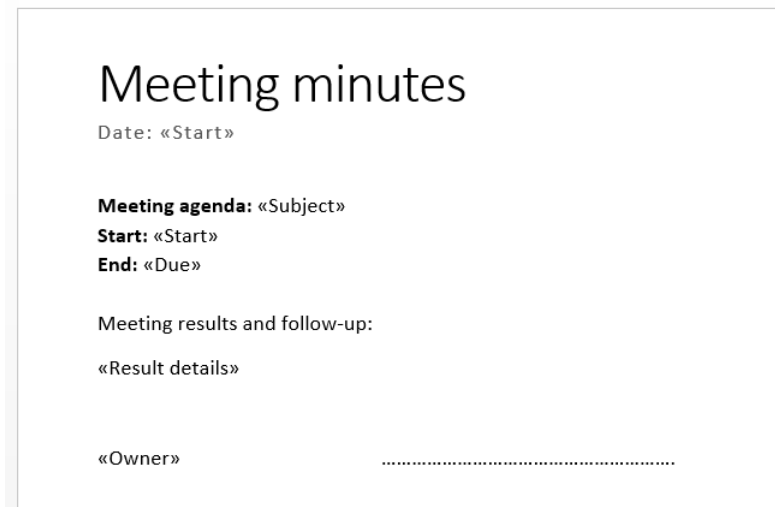 Meeting minutes
Date: «Start»
Meeting agenda: «Subject»
Start: «Start»
End: «Due»
Meeting results and follow-up:
«Result details»
«Owner» ………………………………………………….